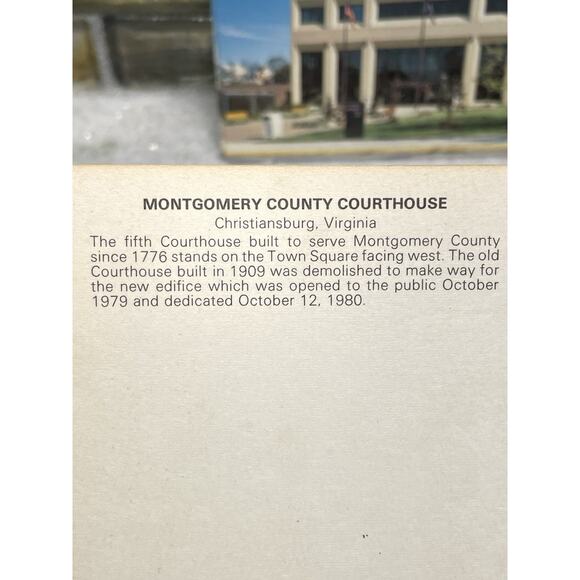 MONTGOMERY COUNTY COURTHOUSE
Christiansburg, Virginia
The fifth Courthouse built to serve Montgomery County
since 1776 stands on the Town Square facing west. The old
Courthouse built in 1909 was demolished to make way for
the new edifice which was opened to the public October
1979 and dedicated October 12, 1980.